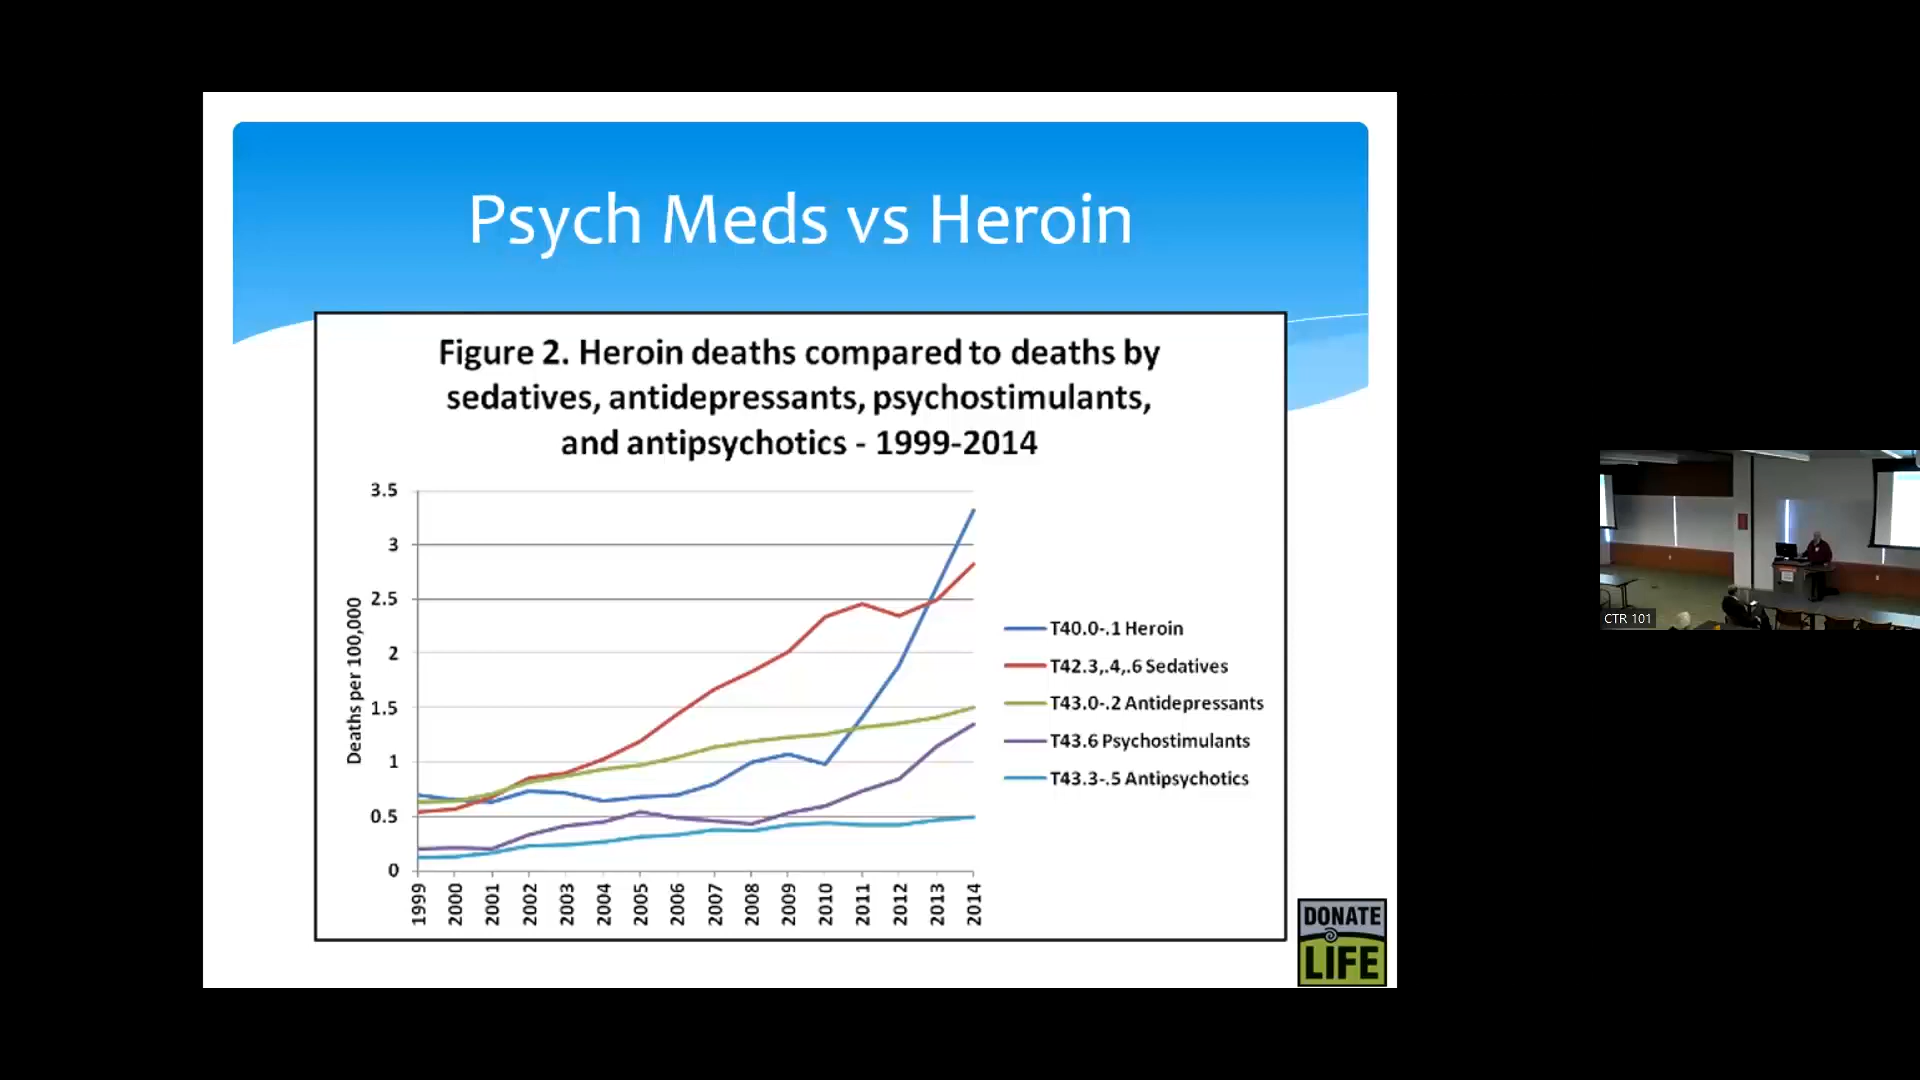 Psych Meds vs Heroin
Figure 2. Heroin deaths compared to deaths by
sedatives, antidepressants, psychostimulants,
and antipsychotics - 1999-2014
Deaths per 100,000
3.5
3
2.5
2
1.5
1
0.5
0
1999
2000
2001
2002
2003
2004
2005
2006
2007
2008
2009
2010
2011
2012
2013
2014
T40.0-.1 Heroin
T42.3,.4,.6 Sedatives
T43.0-.2 Antidepressants
T43.6 Psychostimulants
T43.3-.5 Antipsychotics
DONATE
LIFE
CTR 101